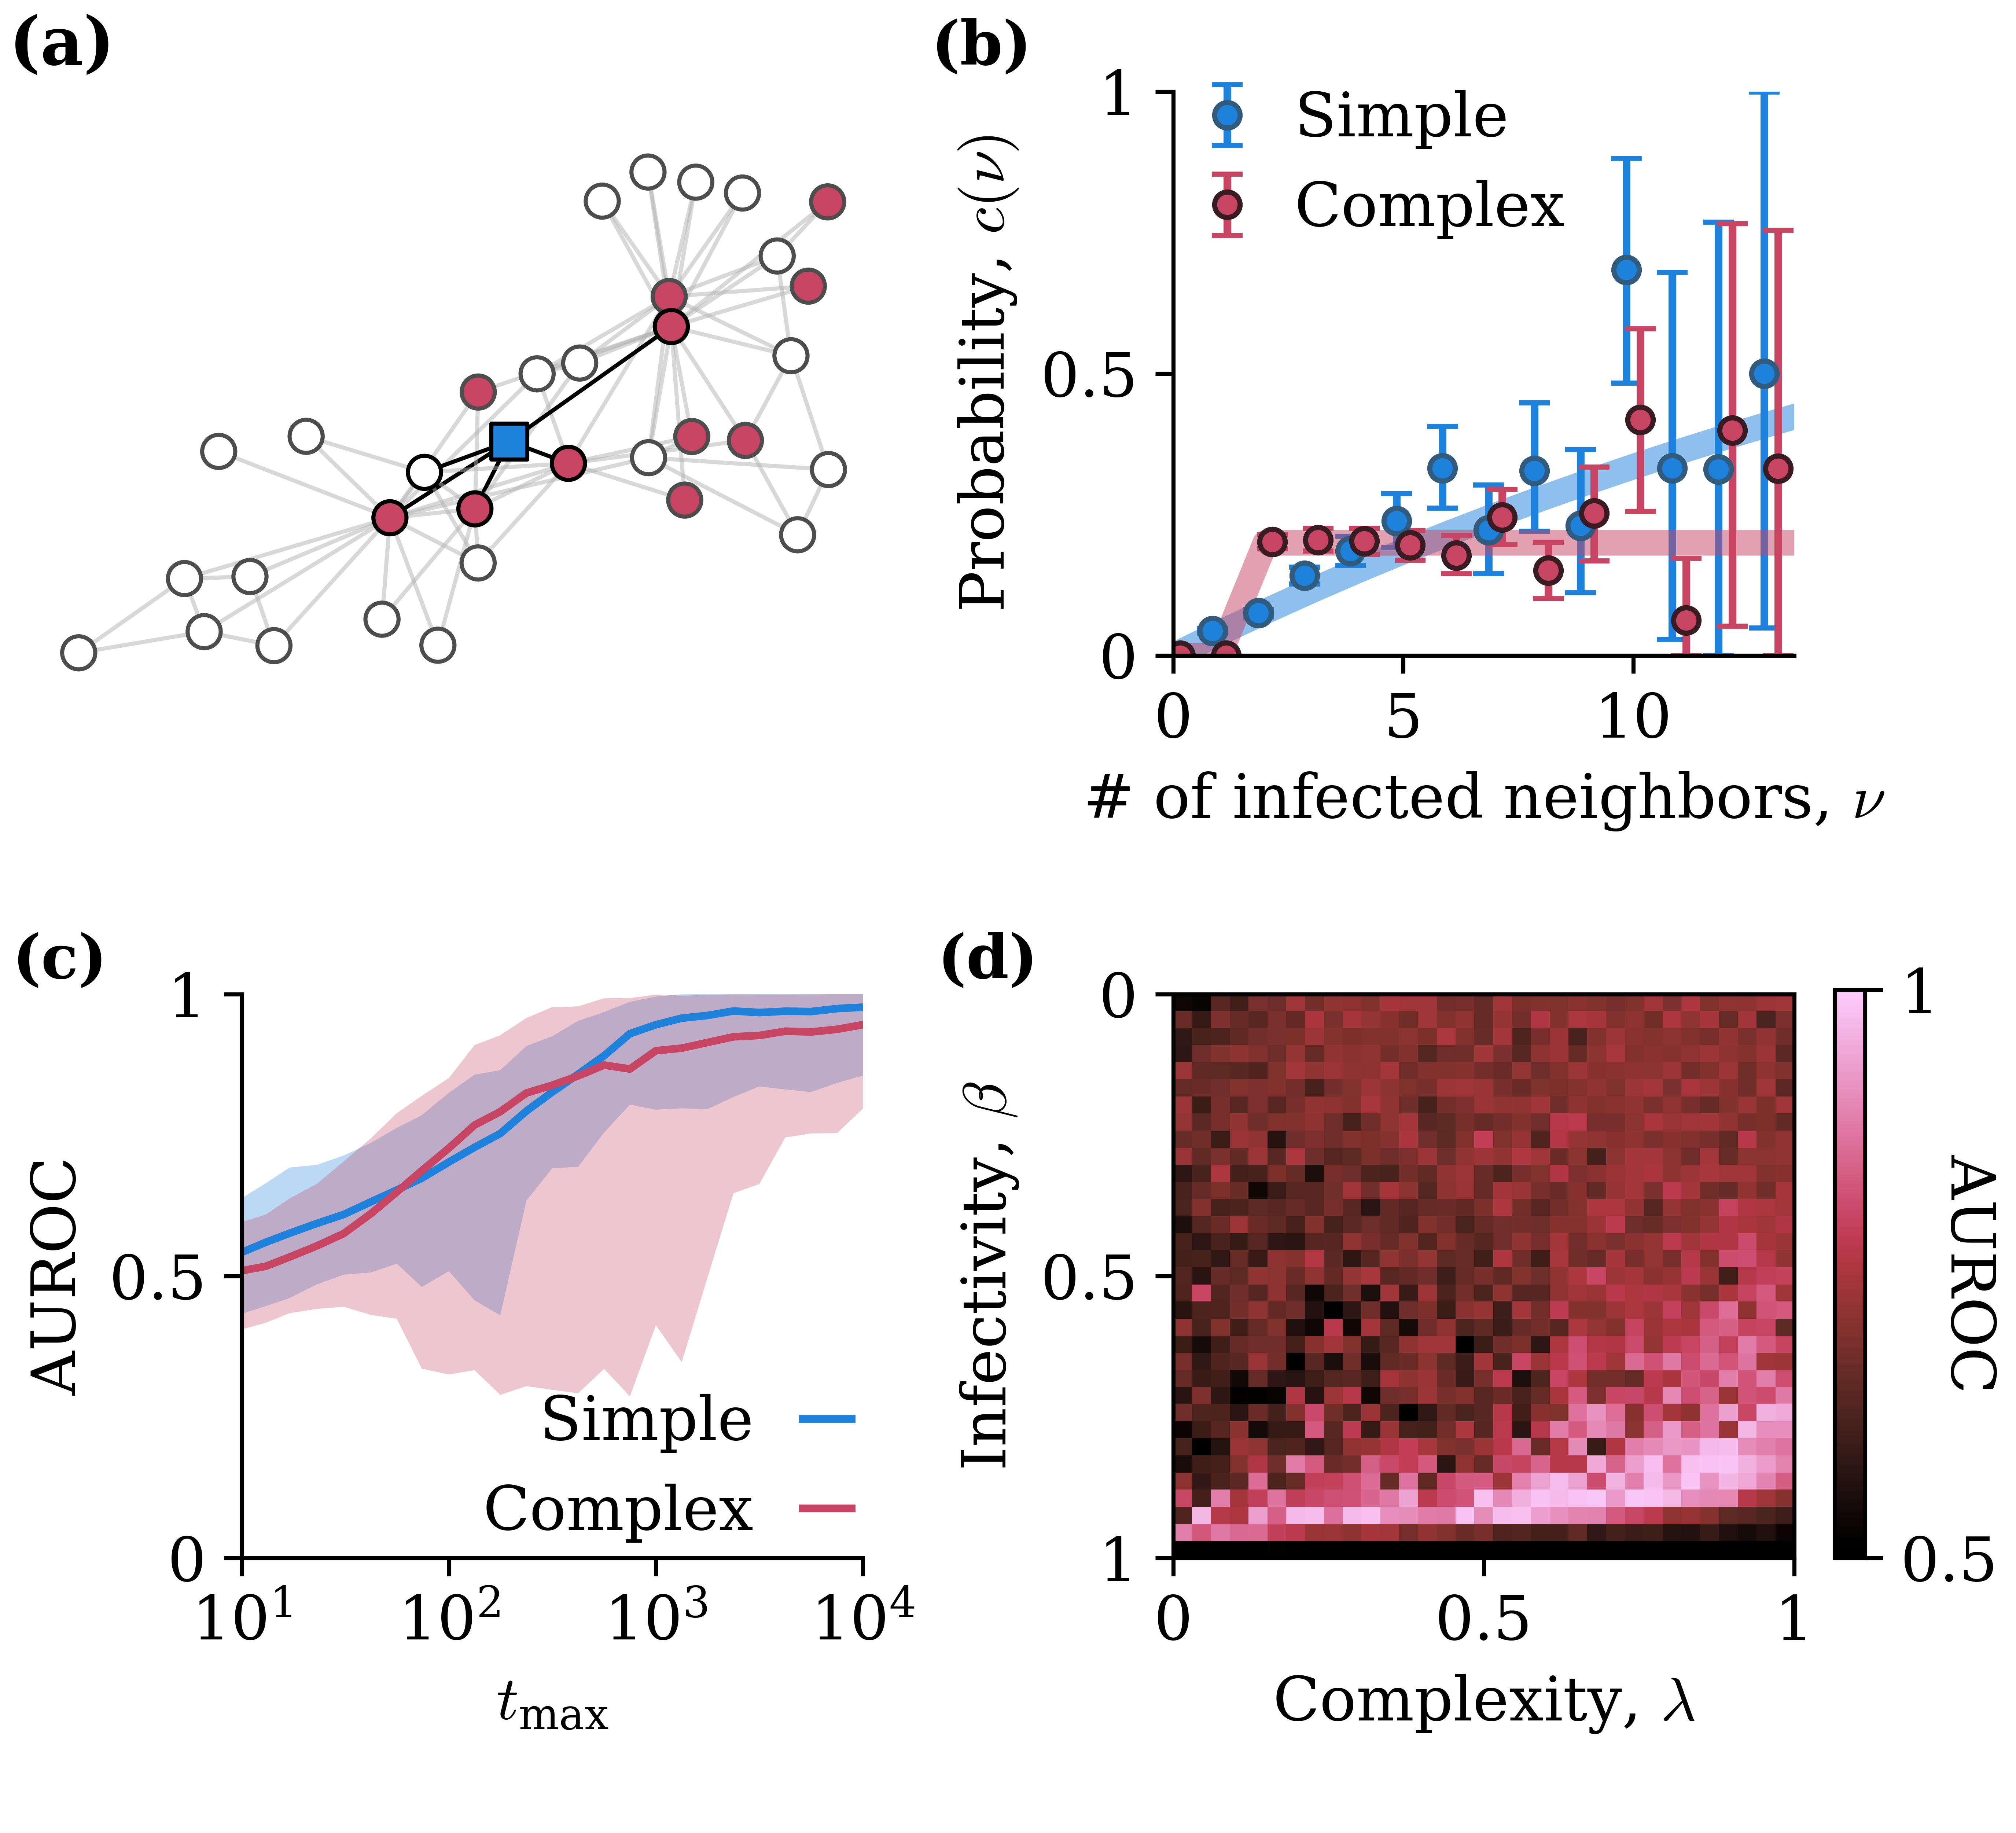 (a)
(b)
1
0.5
0
Probability, c(ν)
Simple
Complex
0 5 10
# of infected neighbors, ν
(c)
1
0.5
0
AUROC
Simple
Complex
10¹ 10² 10³ 10⁴
t_max
(d)
0
0.5
1
Infectivity, β
0 0.5 1
Complexity, λ
1
0.5
AUROC